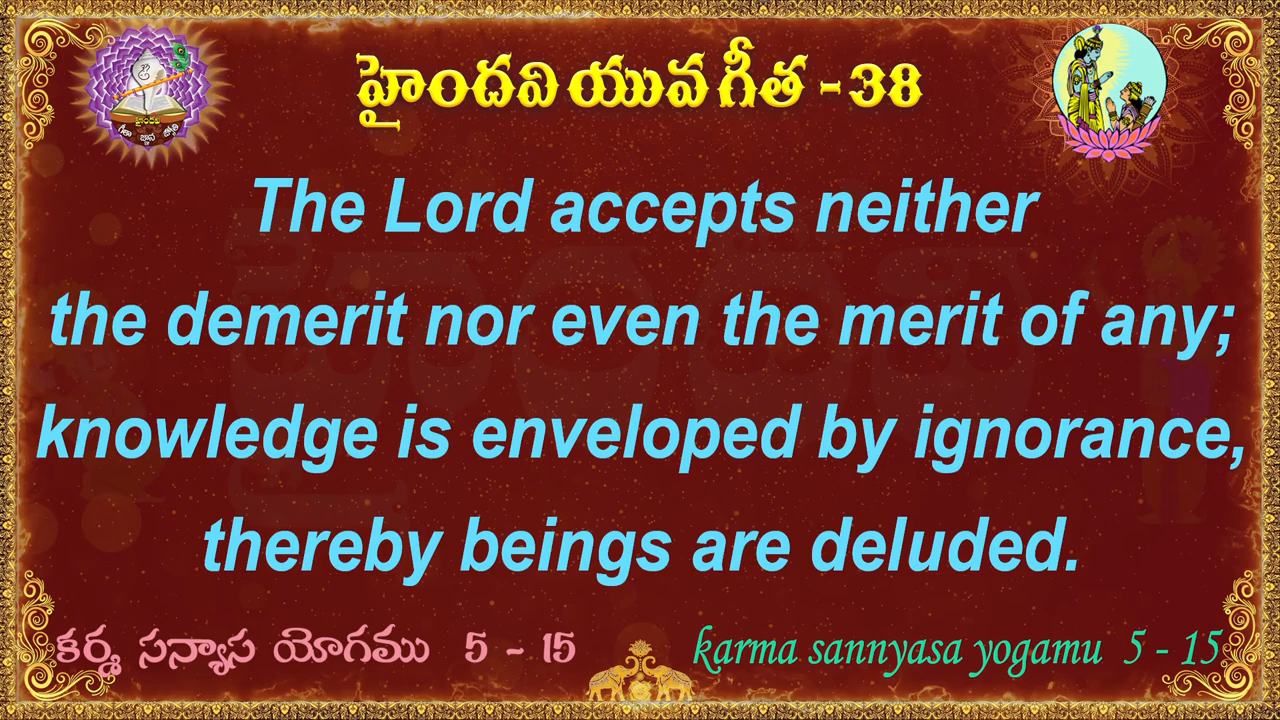 హైందవి యువ గీత - 38
హైందవి
గీతా జ్ఞాన జ్యోతి
The Lord accepts neither
the demerit nor even the merit of any;
knowledge is enveloped by ignorance,
thereby beings are deluded.
కర్మ సన్యాస యోగము 5 - 15
karma sannyasa yogamu 5 - 15